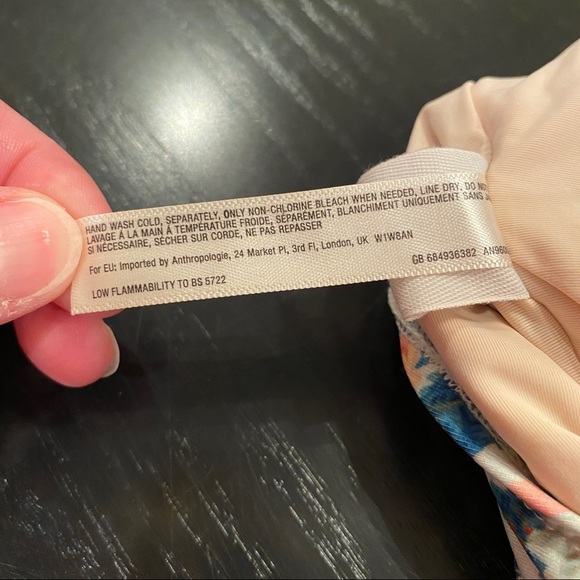 HAND WASH COLD, SEPARATELY, ONLY NON-CHLORINE BLEACH WHEN NEEDED, LINE DRY, DO NOT
LAVAGE À LA MAIN À TEMPÉRATURE FROIDE, SÉPARÉMENT, BLANCHIMENT UNIQUEMENT SANS
SI NÉCESSAIRE, SÉCHER SUR CORDE, NE PAS REPASSER
For EU: Imported by Anthropologie, 24 Market Pl, 3rd Fl, London, UK W1W8AN
GB 684936382
LOW FLAMMABILITY TO BS 5722